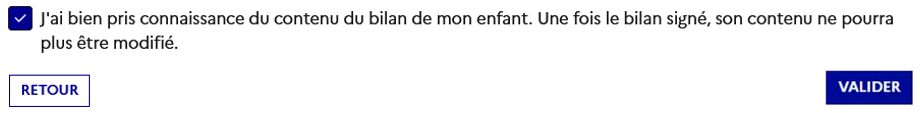 J'ai bien pris connaissance du contenu du bilan de mon enfant. Une fois le bilan signé, son contenu ne pourra
plus être modifié.
RETOUR
VALIDER